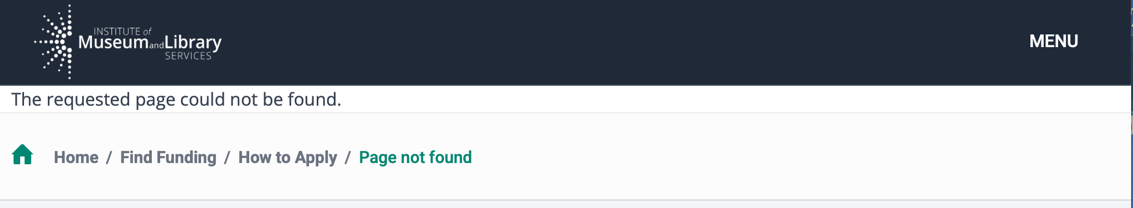 INSTITUTE of
Museum and Library
SERVICES
MENU
The requested page could not be found.
Home / Find Funding / How to Apply / Page not found